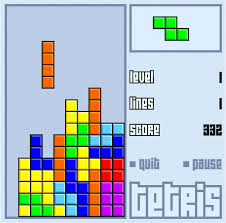 level 1
lines 1
score 332
quit pause
tetris